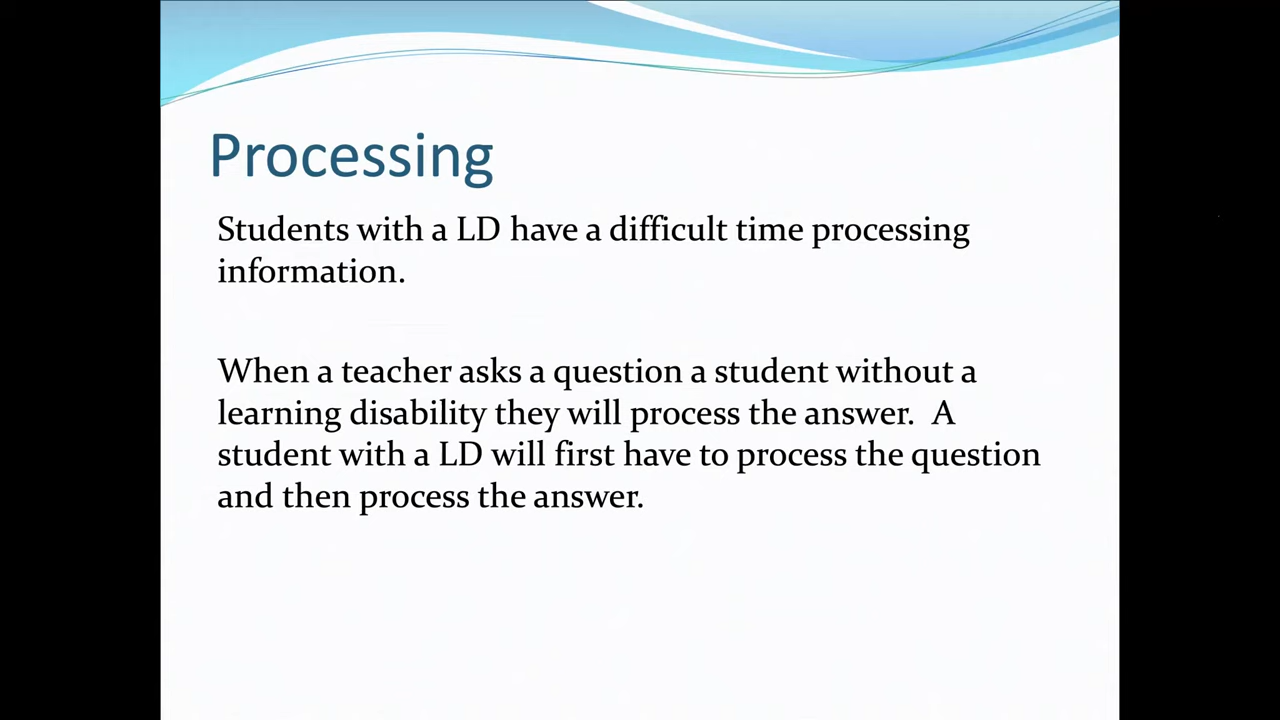 Processing
Students with a LD have a difficult time processing
information.
When a teacher asks a question a student without a
learning disability they will process the answer.  A
student with a LD will first have to process the question
and then process the answer.